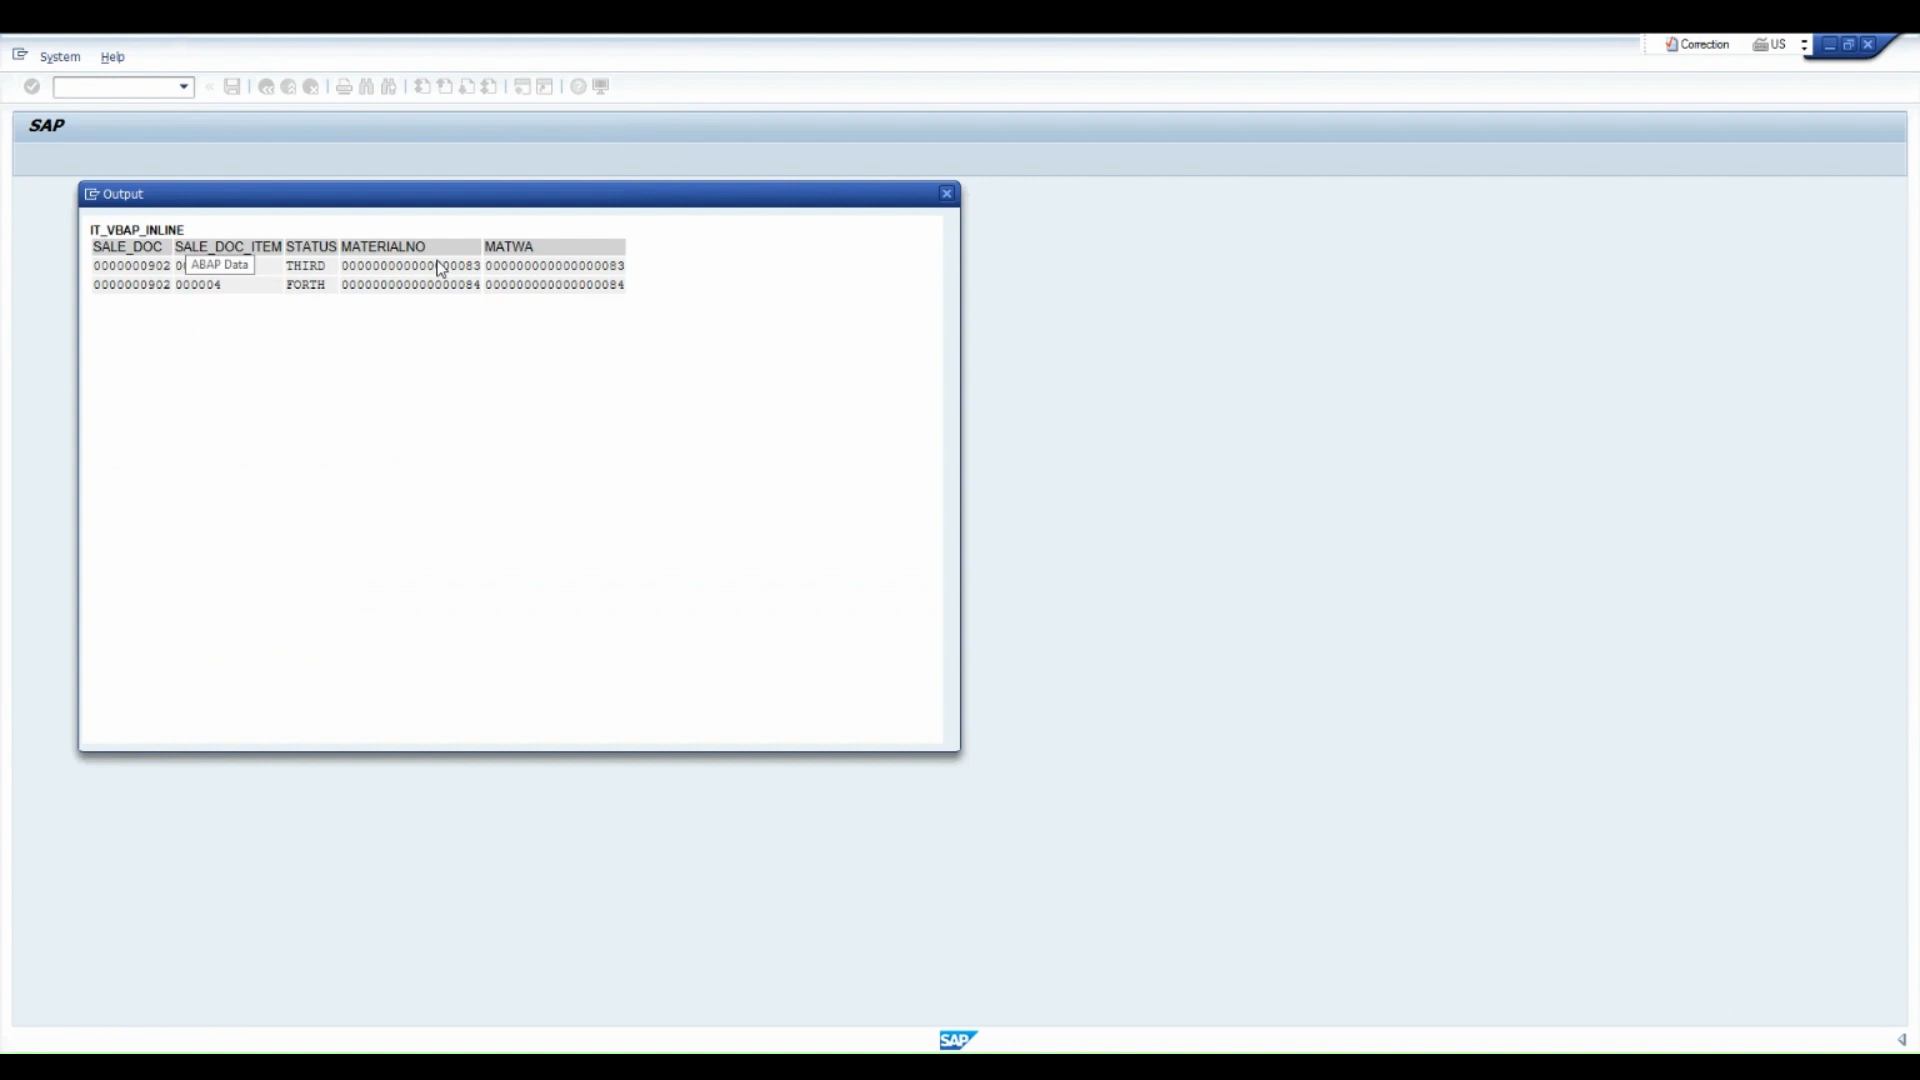 System Help
Correction US
SAP
Output
IT_VBAP_INLINE
SALE_DOC SALE_DOC_ITEM STATUS MATERIALNO MATWA
0000000902 ABAP Data THIRD 000000000000000083 000000000000000083
0000000902 000004 FORTH 000000000000000084 000000000000000084
SAP